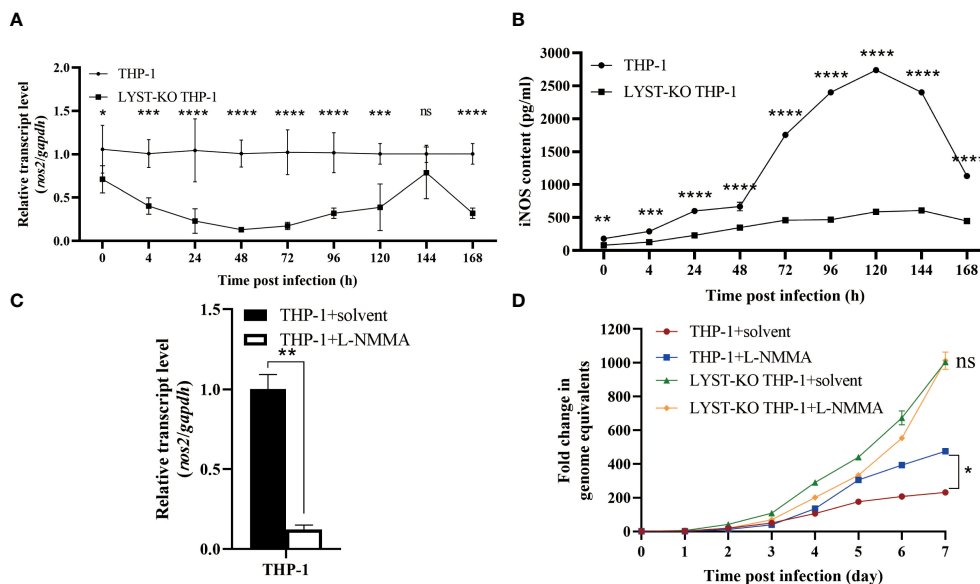 A
THP-1
LYST-KO THP-1
Relative transcript level
(nos2/gapdh)
2.0
1.5
1.0
0.5
0.0
* *** **** **** **** **** *** ns ****
0 4 24 48 72 96 120 144 168
Time post infection (h)
B
THP-1
LYST-KO THP-1
iNOS content (pg/ml)
3000
2500
2000
1500
1000
500
0
** *** **** **** **** **** **** **** ****
0 4 24 48 72 96 120 144 168
Time post infection (h)
C
THP-1+solvent
THP-1+L-NMMA
Relative transcript level
(nos2/gapdh)
1.5
1.0
0.5
0.0
**
THP-1
D
THP-1+solvent
THP-1+L-NMMA
LYST-KO THP-1+solvent
LYST-KO THP-1+L-NMMA
Fold change in
genome equivalents
1200
1000
800
600
400
200
0
ns
*
0 1 2 3 4 5 6 7
Time post infection (day)